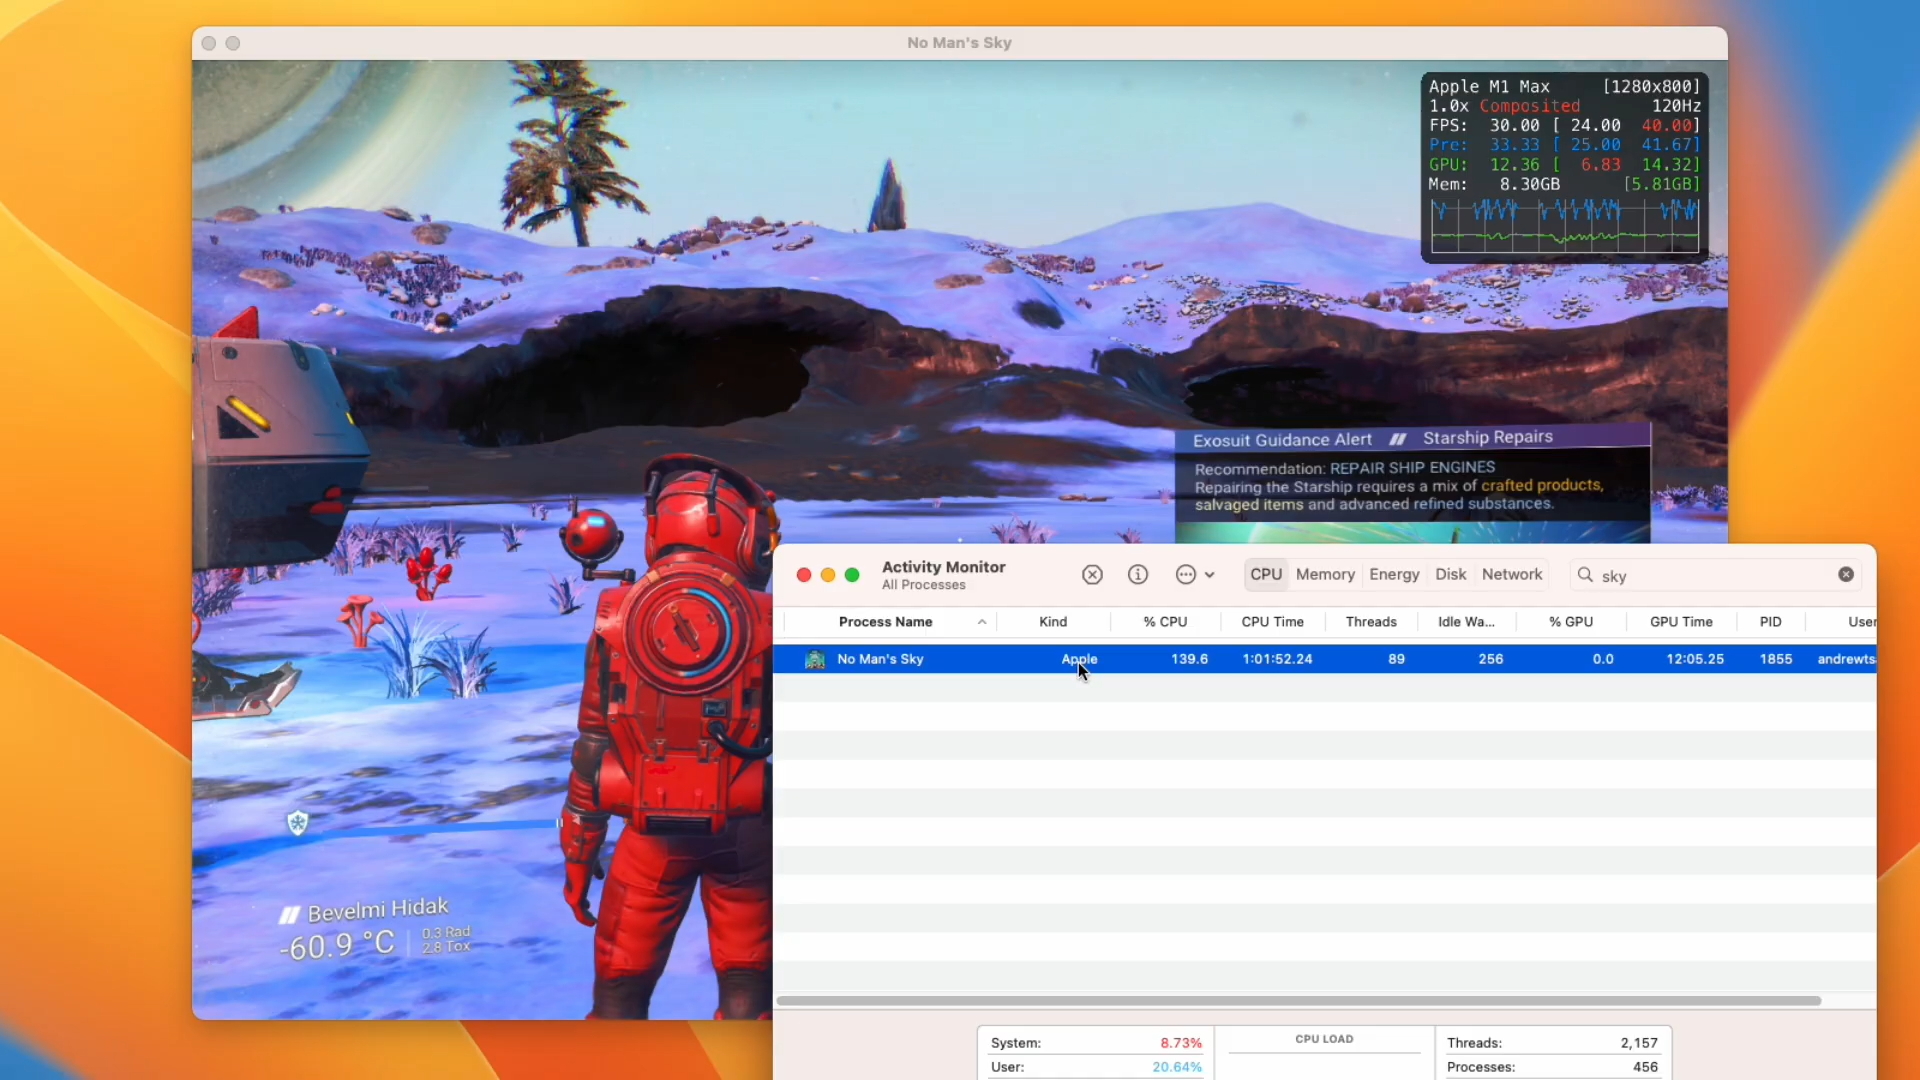 No Man's Sky
Apple M1 Max [1280x800]
1.0x Composited 120Hz
FPS: 30.00 [ 24.00 40.00]
Pre: 33.33 [ 25.00 41.67]
GPU: 12.36 [ 6.83 14.32]
Mem: 8.30GB [5.81GB]
Exosuit Guidance Alert // Starship Repairs
Recommendation: REPAIR SHIP ENGINES
Repairing the Starship requires a mix of crafted products,
salvaged items and advanced refined substances.
Activity Monitor
All Processes
CPU Memory Energy Disk Network
sky
Process Name Kind % CPU CPU Time Threads Idle Wa... % GPU GPU Time PID User
No Man's Sky Apple 139.6 1:01:52.24 89 256 0.0 12:05.25 1855 andrewts
Bevelmi Hidak
-60.9 °C
0.3 Rad
2.8 Tox
System: 8.73%
User: 20.64%
CPU LOAD
Threads: 2,157
Processes: 456